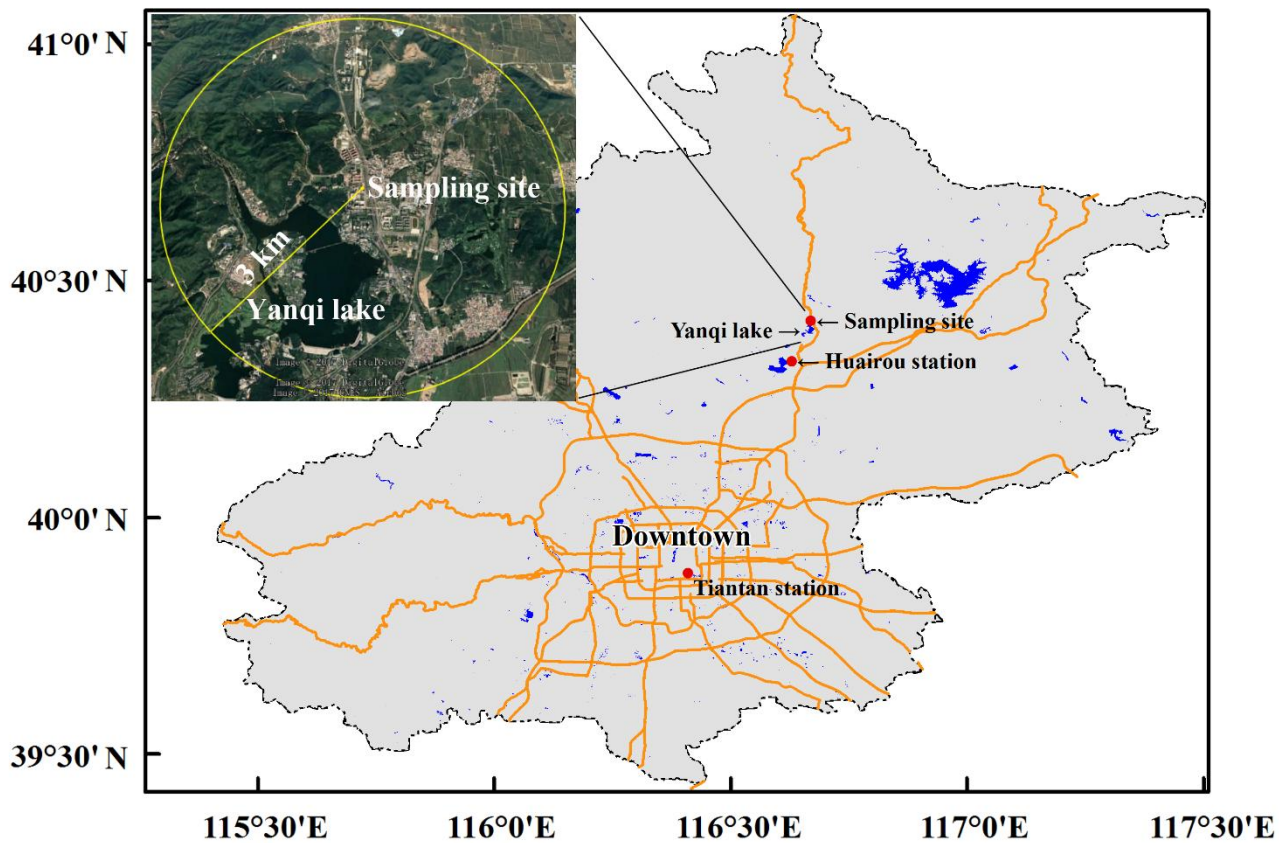 41°0' N
40°30' N
40°0' N
39°30' N
115°30'E
116°0'E
116°30'E
117°0'E
117°30'E
Sampling site
3 km
Yanqi lake
Yanqi lake→
←Sampling site
←Huairou station
Downtown
Tiantan station